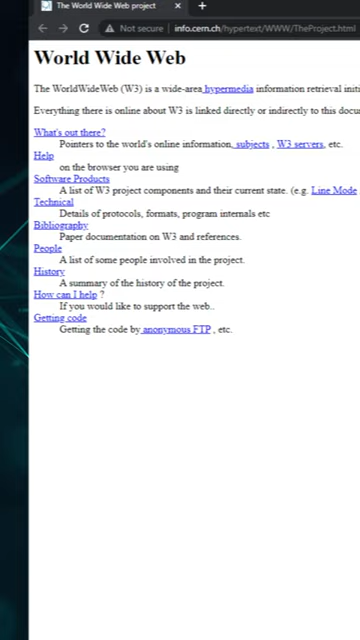 The World Wide Web project
Not secure info.cern.ch/hypertext/WWW/TheProject.html
World Wide Web
The WorldWideWeb (W3) is a wide-area hypermedia information retrieval
Everything there is online about W3 is linked directly or indirectly to this
What's out there?
Pointers to the world's online information, subjects , W3 servers, etc.
Help
on the browser you are using
Software Products
A list of W3 project components and their current state. (e.g. Line Mode
Technical
Details of protocols, formats, program internals etc
Bibliography
Paper documentation on W3 and references.
People
A list of some people involved in the project.
History
A summary of the history of the project.
How can I help ?
If you would like to support the web..
Getting code
Getting the code by anonymous FTP , etc.